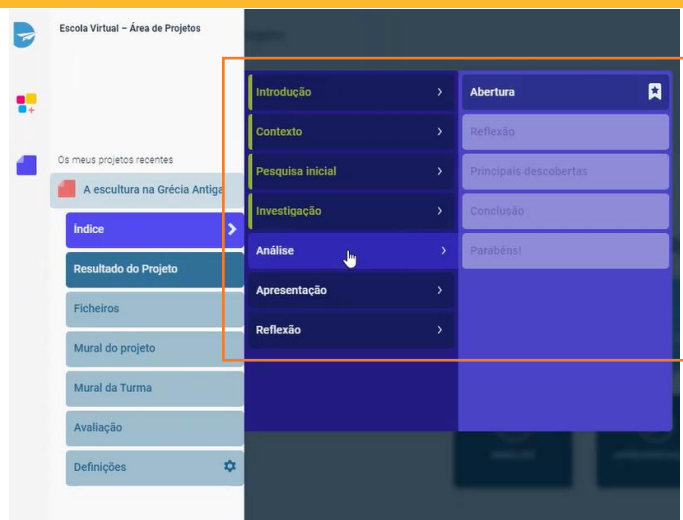 Escola Virtual – Área de Projetos
Os meus projetos recentes
A escultura na Grécia Antiga
Índice
Resultado do Projeto
Ficheiros
Mural do projeto
Mural da Turma
Avaliação
Definições
Introdução
Contexto
Pesquisa inicial
Investigação
Análise
Apresentação
Reflexão
Abertura
Reflexão
Principais descobertas
Conclusão
Parabéns!